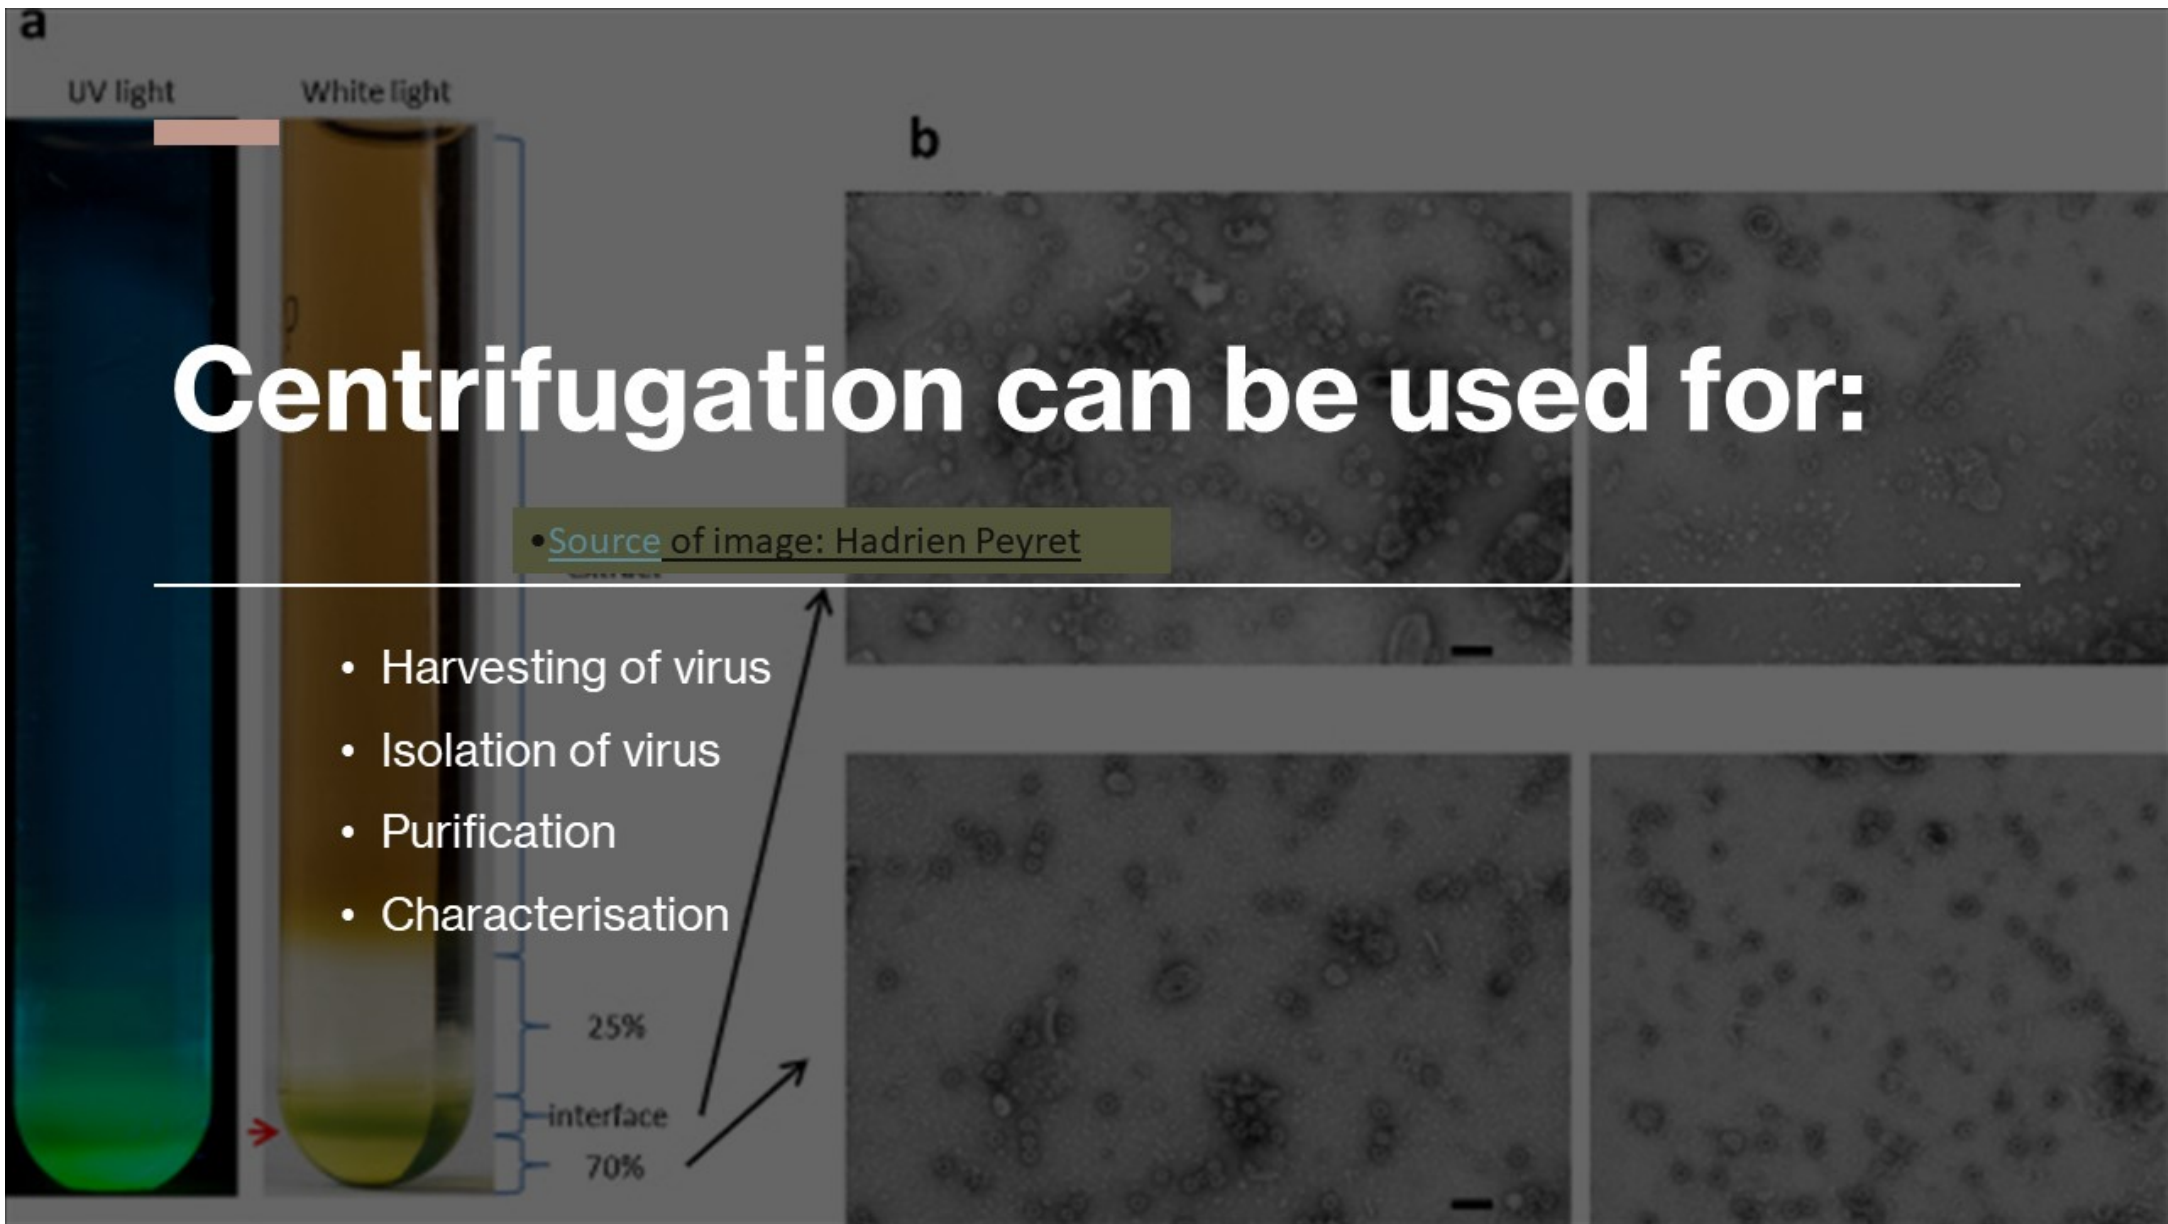 a
UV light
White light
b
Centrifugation can be used for:
•Source of image: Hadrien Peyret
• Harvesting of virus
• Isolation of virus
• Purification
• Characterisation
25%
interface
70%